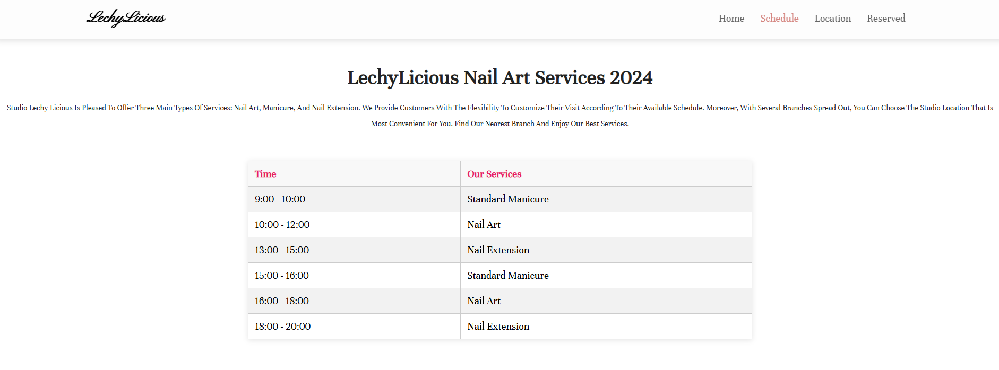 LechyLicious
Home Schedule Location Reserved
LechyLicious Nail Art Services 2024
Studio Lechy Licious Is Pleased To Offer Three Main Types Of Services: Nail Art, Manicure, And Nail Extension. We Provide Customers With The Flexibility To Customize Their Visit According To Their Available Schedule. Moreover, With Several Branches Spread Out, You Can Choose The Studio Location That Is
Most Convenient For You. Find Our Nearest Branch And Enjoy Our Best Services.
Time Our Services
9:00 - 10:00 Standard Manicure
10:00 - 12:00 Nail Art
13:00 - 15:00 Nail Extension
15:00 - 16:00 Standard Manicure
16:00 - 18:00 Nail Art
18:00 - 20:00 Nail Extension